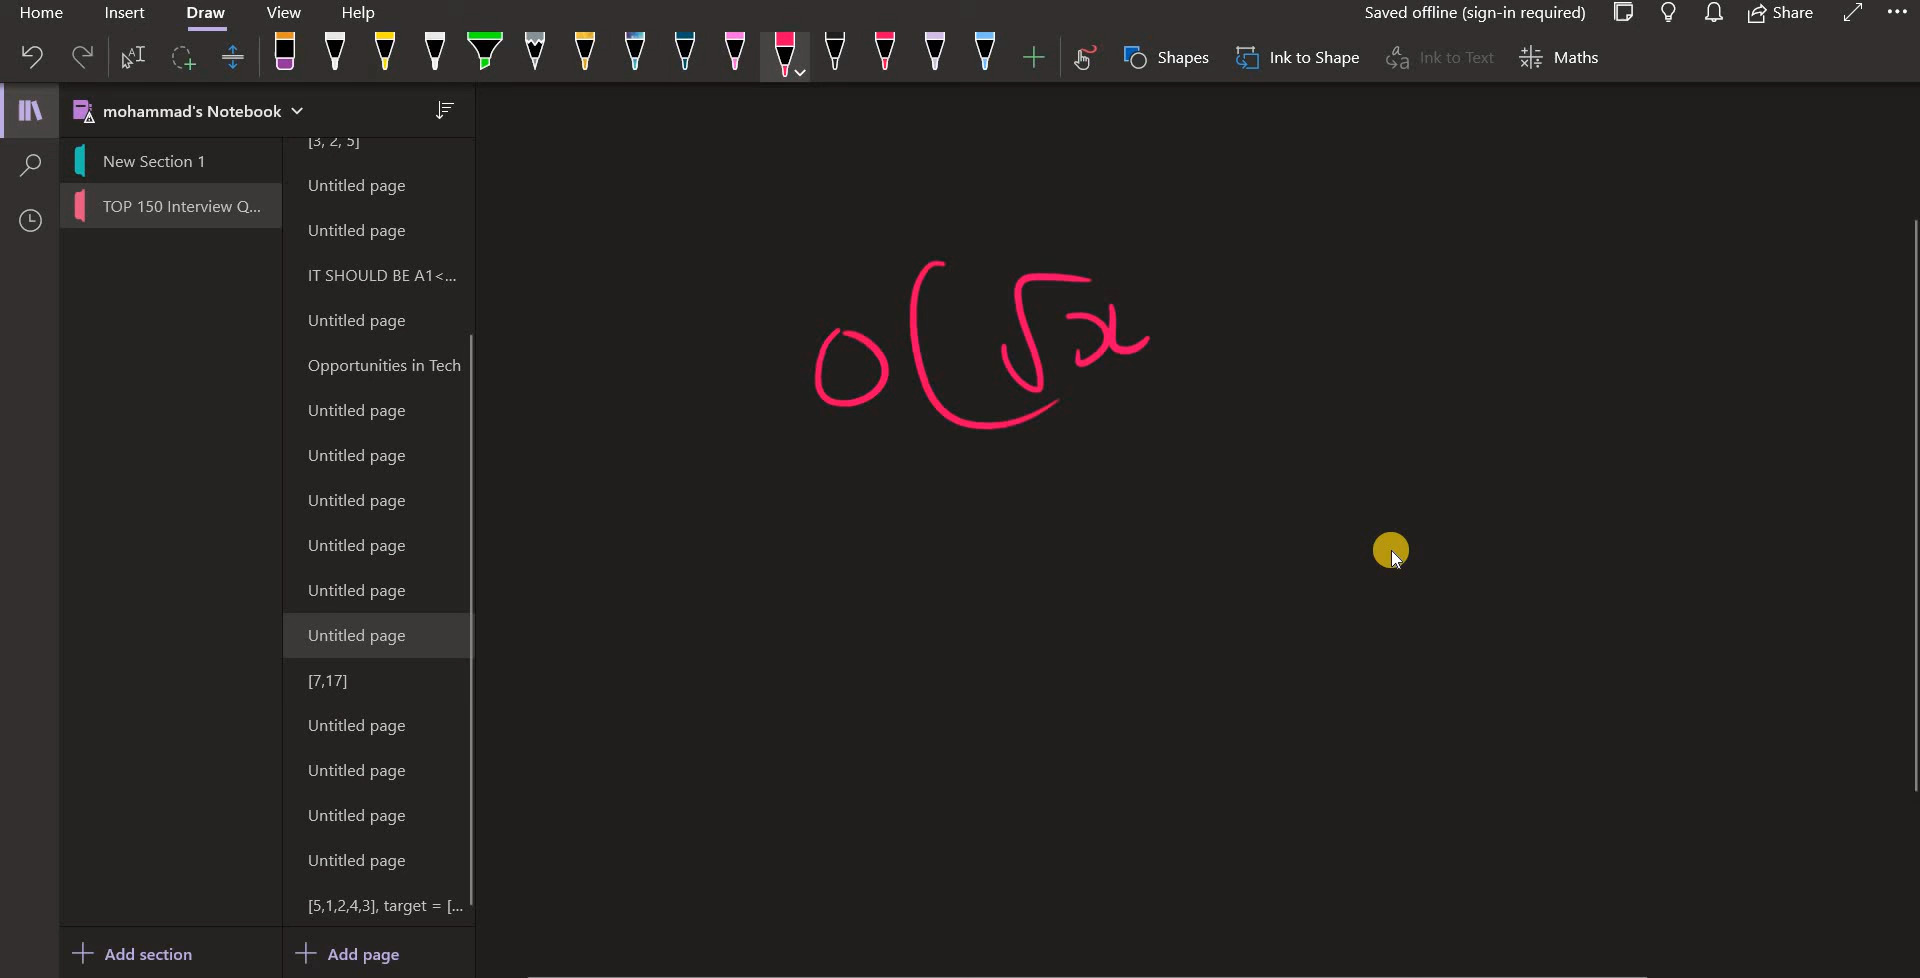 Home Insert Draw View Help Saved offline (sign-in required) Share
Shapes Ink to Shape Ink to Text Maths
mohammad's Notebook
New Section 1
TOP 150 Interview Q...
[3, 2, 5]
Untitled page
Untitled page
IT SHOULD BE A1<...
Untitled page
Opportunities in Tech
Untitled page
Untitled page
Untitled page
Untitled page
Untitled page
Untitled page
[7,17]
Untitled page
Untitled page
Untitled page
Untitled page
[5,1,2,4,3], target = [...
Add section
Add page
O(√x